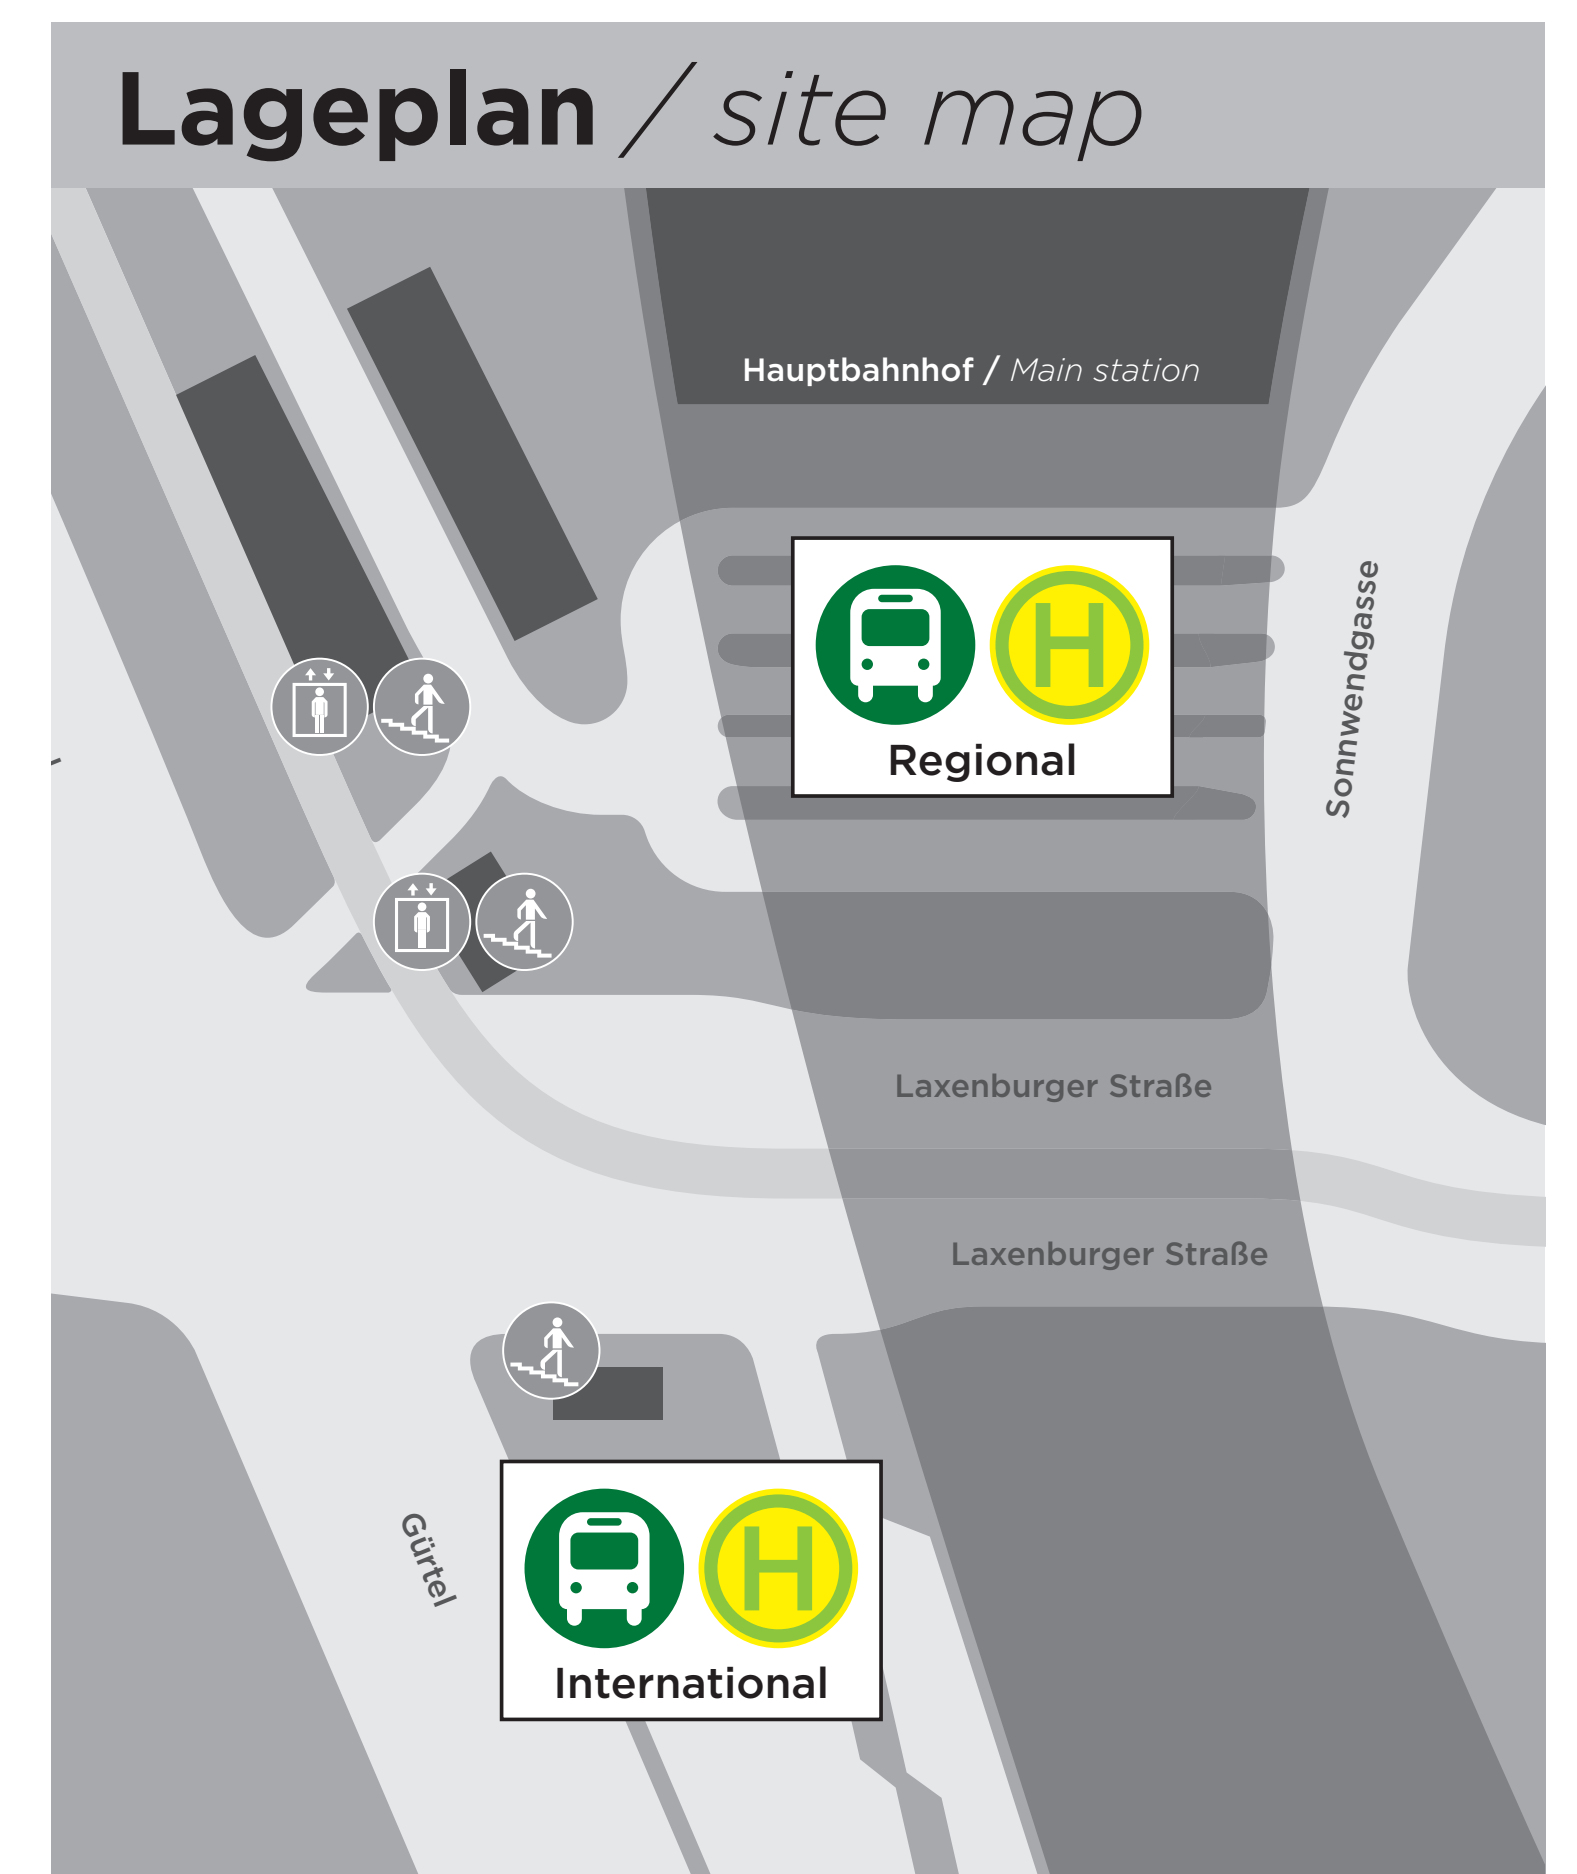 Lageplan / site map
Hauptbahnhof / Main station
H
Regional
Sonnwendgasse
Laxenburger Straße
Laxenburger Straße
Gürtel
H
International